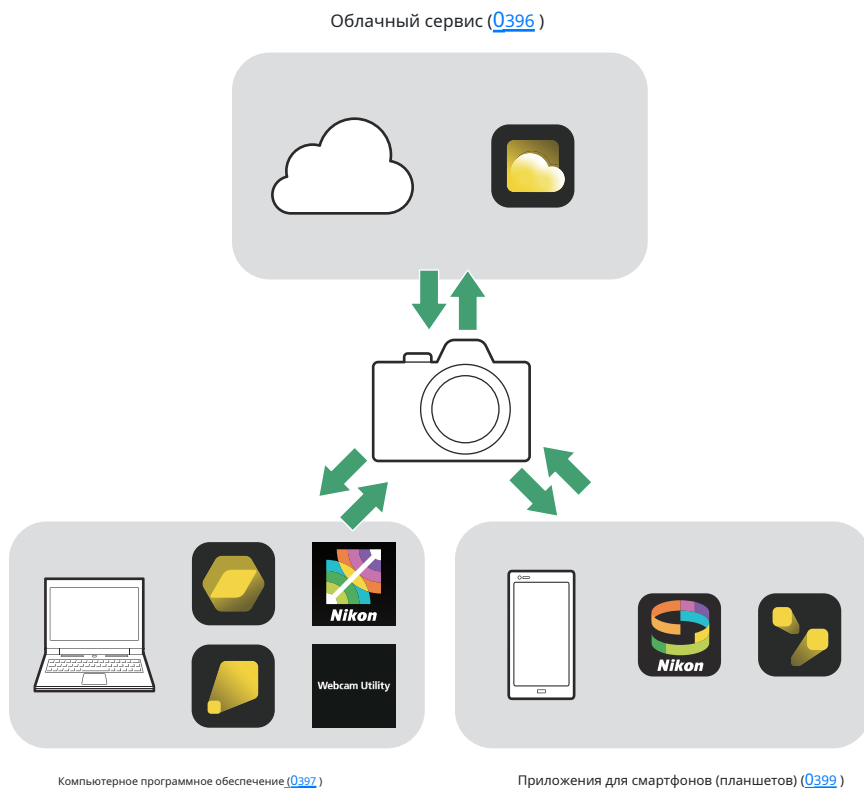 Облачный сервис (0396 )
Nikon
Webcam Utility
Nikon
Компьютерное программное обеспечение (0397 )
Приложения для смартфонов (планшетов) (0399 )